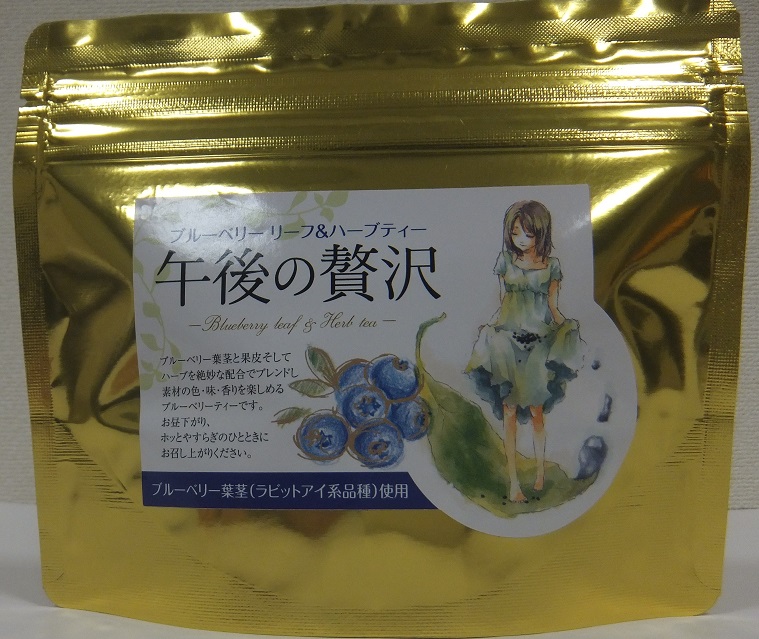 ブルーベリー リーフ&ハーブティー
午後の贅沢
—Blueberry leaf & Herb tea—
ブルーベリー葉茎と果皮そして
ハーブを絶妙な配合でブレンドし
素材の色・味・香りを楽しめる
ブルーベリーティーです。
お昼下がり、
ホッとやすらぎのひとときに
お召し上がりください。
ブルーベリー葉茎(ラビットアイ系品種)使用